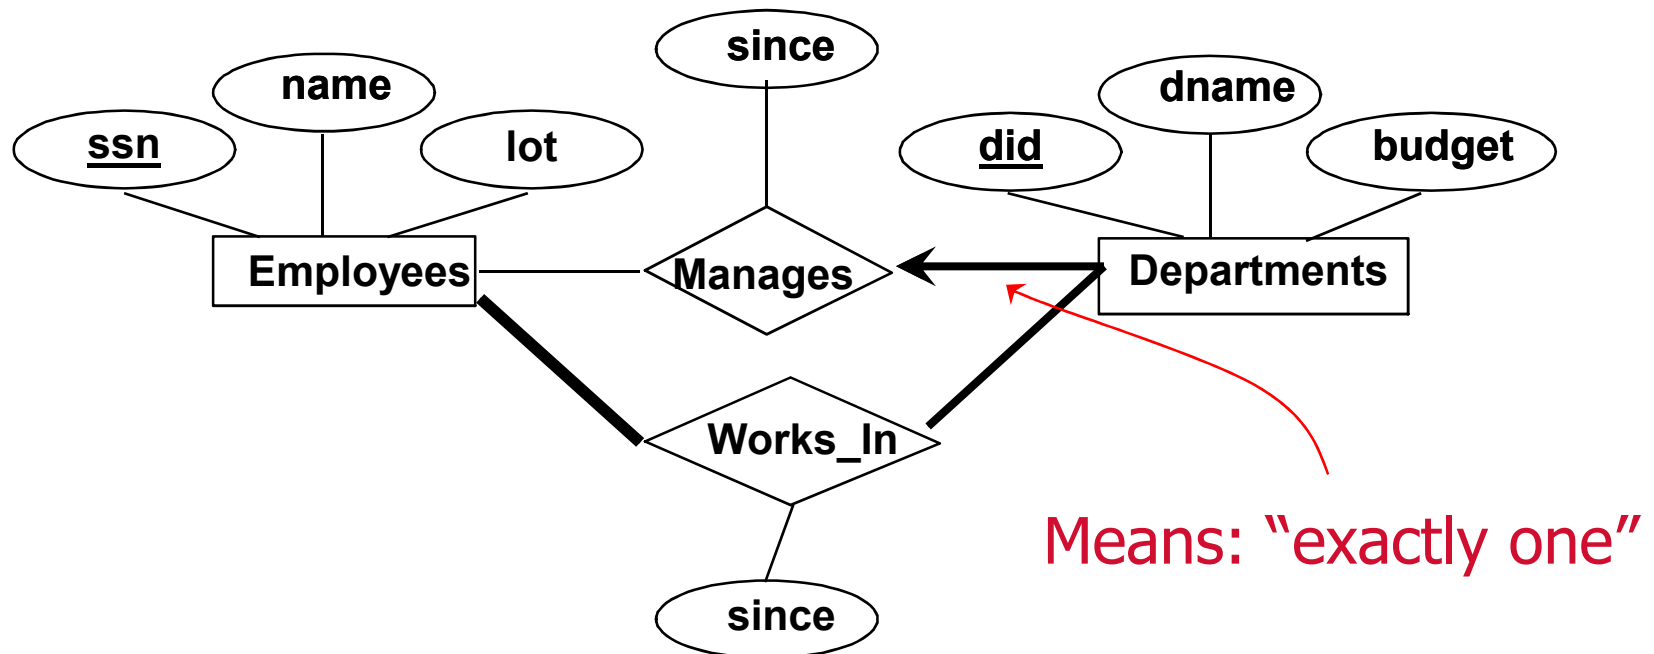 since
name
dname
ssn
lot
did
budget
Employees
Manages
Departments
Works_In
Means: “exactly one”
since